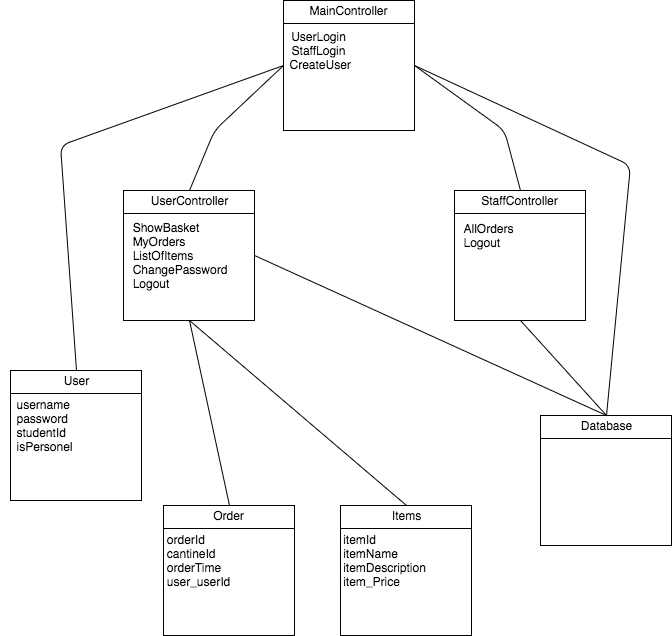 MainController
UserLogin
StaffLogin
CreateUser
UserController
ShowBasket
MyOrders
ListOfItems
ChangePassword
Logout
StaffController
AllOrders
Logout
User
username
password
studentId
isPersonel
Database
Order
orderId
cantineId
orderTime
user_userId
Items
itemId
itemName
itemDescription
item_Price